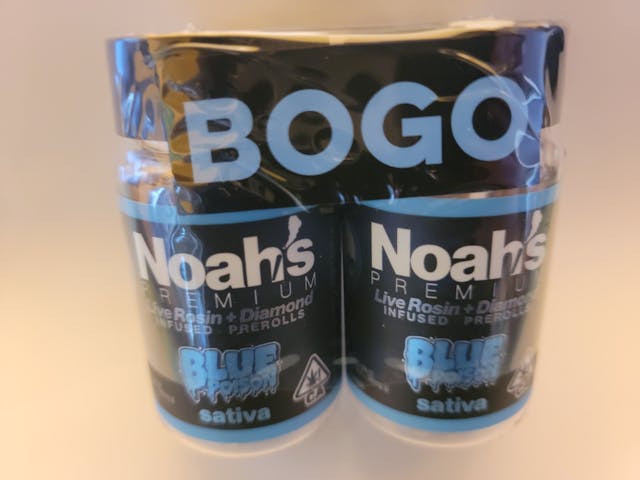 BOGO
Noah's
PREMIUM
Live Rosin + Diamond
INFUSED PREROLLS
BLUE
POISON
sativa
Noah's
PREMIUM
Live Rosin + Diamond
INFUSED PREROLLS
BLUE
POISON
sativa